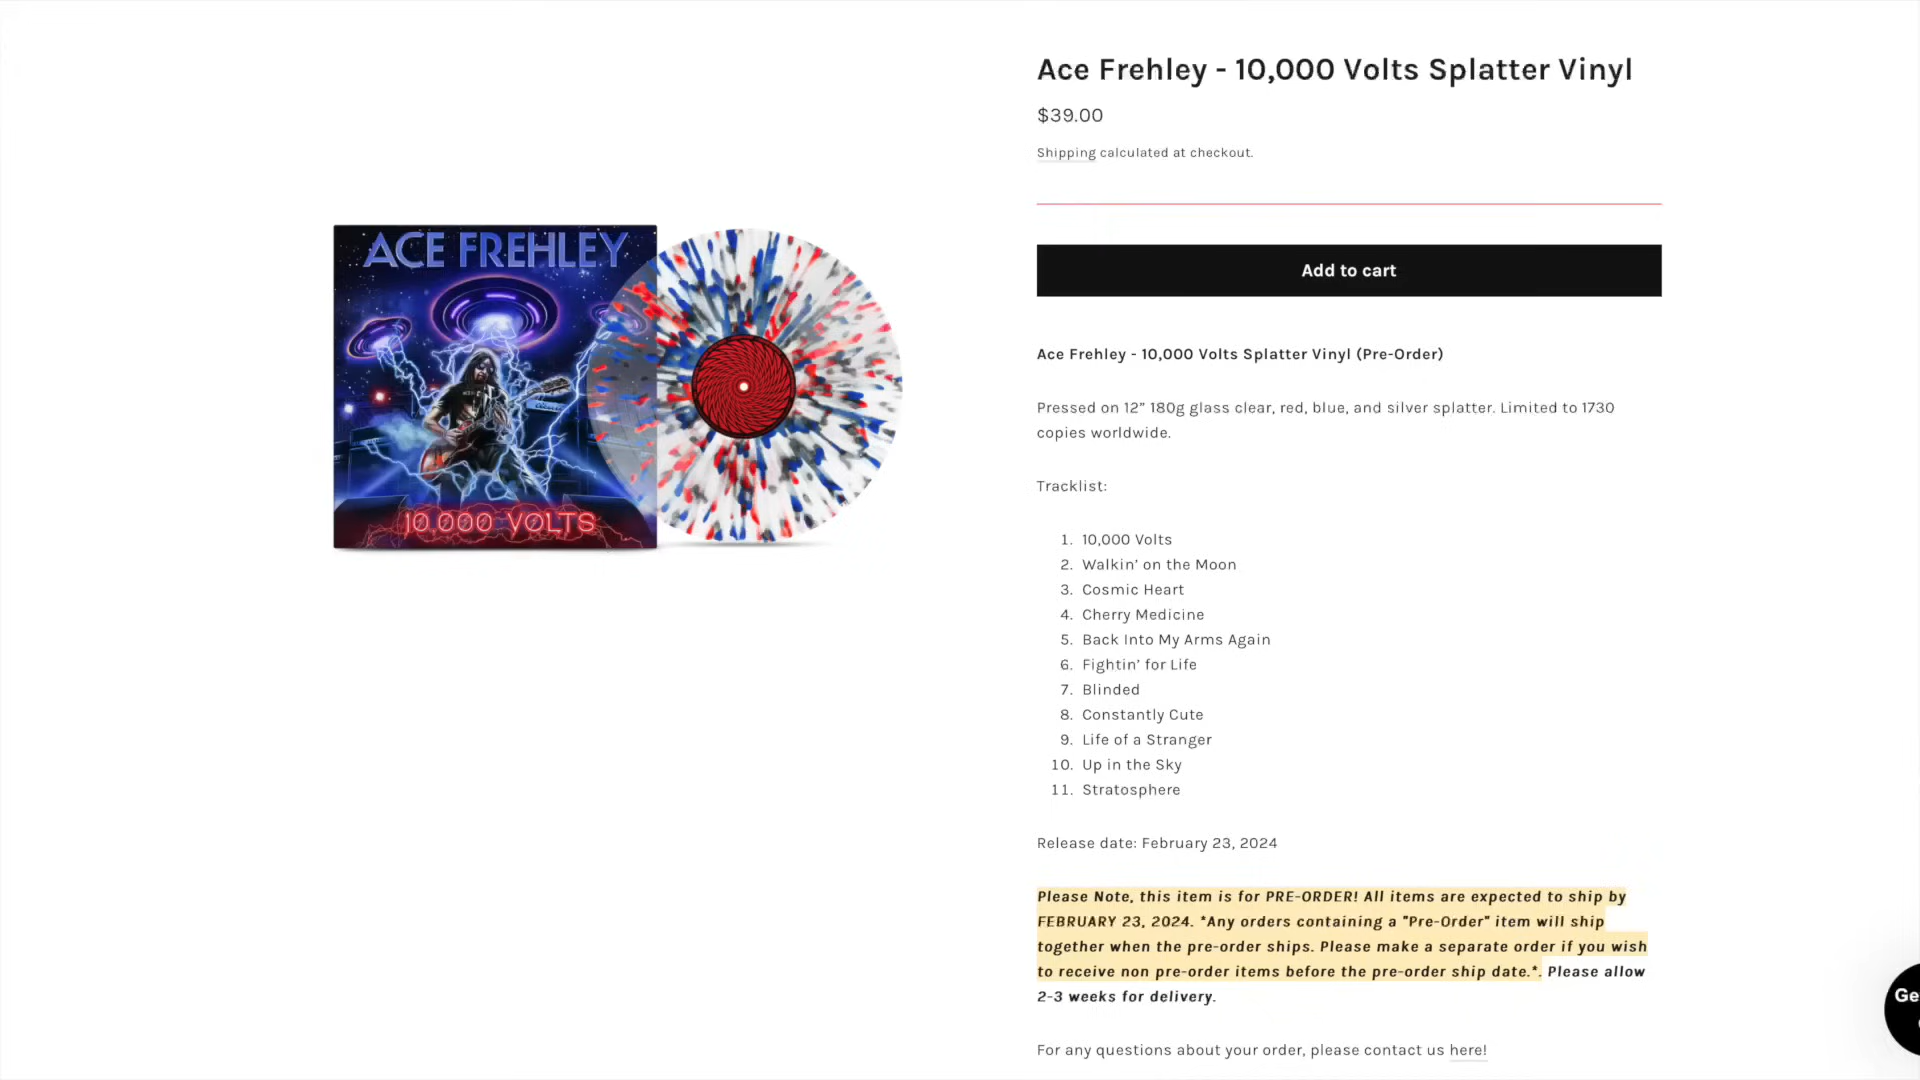 Ace Frehley - 10,000 Volts Splatter Vinyl
$39.00
Shipping calculated at checkout.
Add to cart
ACE FREHLEY
10,000 VOLTS
Ace Frehley - 10,000 Volts Splatter Vinyl (Pre-Order)
Pressed on 12” 180g glass clear, red, blue, and silver splatter. Limited to 1730
copies worldwide.
Tracklist:
1. 10,000 Volts
2. Walkin’ on the Moon
3. Cosmic Heart
4. Cherry Medicine
5. Back Into My Arms Again
6. Fightin’ for Life
7. Blinded
8. Constantly Cute
9. Life of a Stranger
10. Up in the Sky
11. Stratosphere
Release date: February 23, 2024
Please Note, this item is for PRE-ORDER! All items are expected to ship by
FEBRUARY 23, 2024. *Any orders containing a "Pre-Order" item will ship
together when the pre-order ships. Please make a separate order if you wish
to receive non pre-order items before the pre-order ship date.*. Please allow
2-3 weeks for delivery.
For any questions about your order, please contact us here!